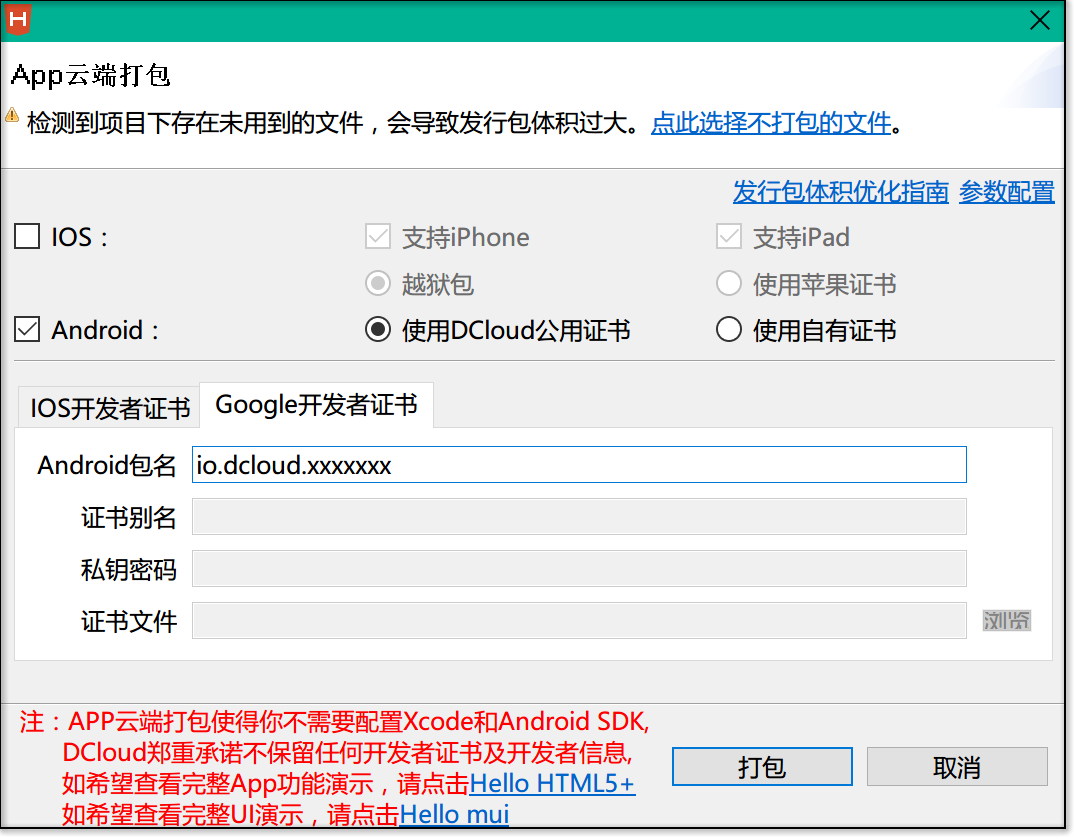 H
App云端打包
检测到项目下存在未用到的文件，会导致发行包体积过大。点此选择不打包的文件。
发行包体积优化指南 参数配置
IOS： 支持iPhone 支持iPad
越狱包 使用苹果证书
Android： 使用DCloud公用证书 使用自有证书
IOS开发者证书 Google开发者证书
Android包名 io.dcloud.xxxxxxx
证书别名
私钥密码
证书文件 浏览
注：APP云端打包使得你不需要配置Xcode和Android SDK,
DCloud郑重承诺不保留任何开发者证书及开发者信息,
如希望查看完整App功能演示，请点击Hello HTML5+
如希望查看完整UI演示，请点击Hello mui
打包 取消